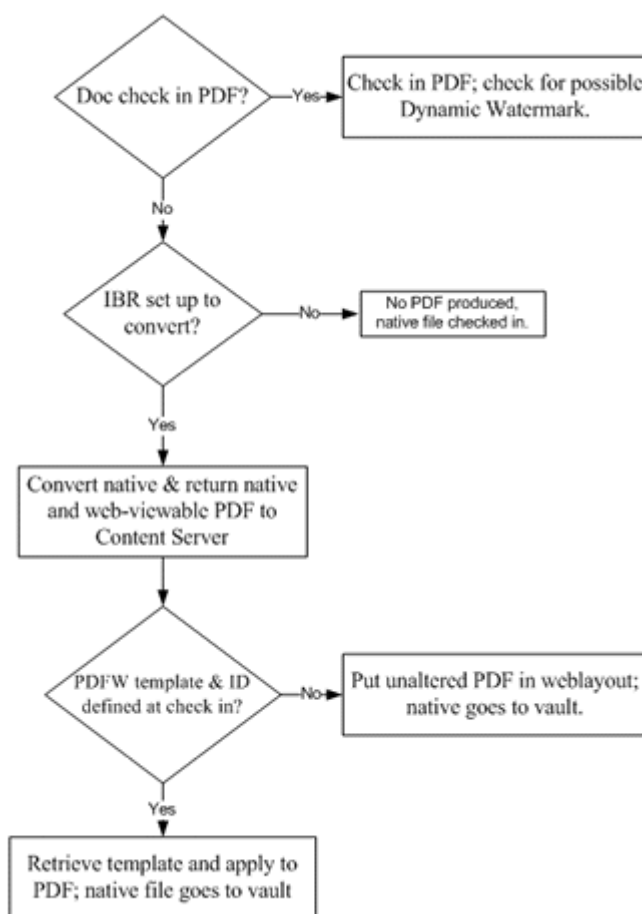 Doc check in PDF?
Yes
Check in PDF; check for possible
Dynamic Watermark.
No
IBR set up to
convert?
No
No PDF produced,
native file checked in.
Yes
Convert native & return native
and web-viewable PDF to
Content Server
PDFW template & ID
defined at check in?
No
Put unaltered PDF in weblayout;
native goes to vault.
Yes
Retrieve template and apply to
PDF; native file goes to vault